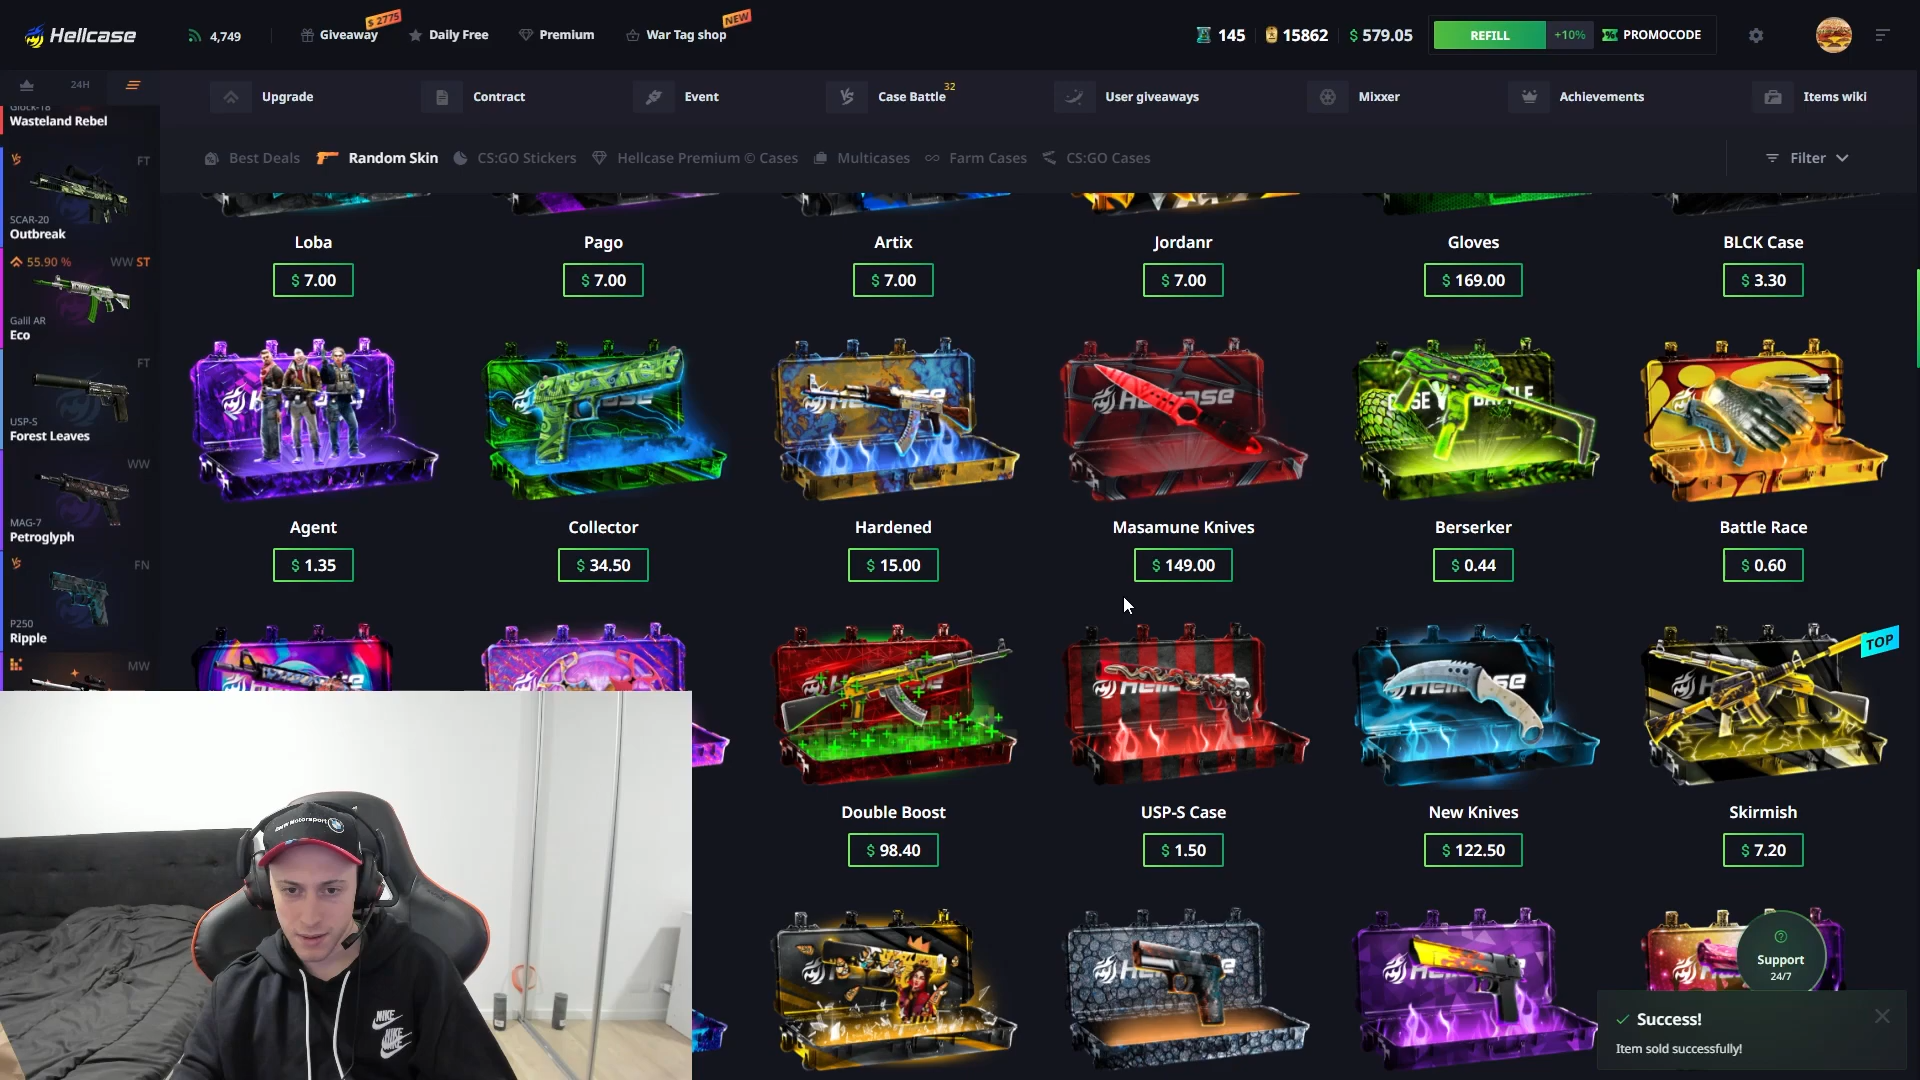 Hellcase
4,749
Giveaway
$ 2775
Daily Free
Premium
War Tag shop
NEW
145
15862
$ 579.05
REFILL
+10%
PROMOCODE
24H
Upgrade
Contract
Event
Case Battle
32
User giveaways
Mixxer
Achievements
Items wiki
Best Deals
Random Skin
CS:GO Stickers
Hellcase Premium © Cases
Multicases
Farm Cases
CS:GO Cases
Filter
Glock-18
Wasteland Rebel
FT
SCAR-20
Outbreak
55.90 %
WW ST
Galil AR
Eco
FT
USP-S
Forest Leaves
WW
MAG-7
Petroglyph
FN
P250
Ripple
MW
Loba
Pago
Artix
Jordanr
Gloves
BLCK Case
$ 7.00
$ 7.00
$ 7.00
$ 7.00
$ 169.00
$ 3.30
Agent
Collector
Hardened
Masamune Knives
Berserker
Battle Race
$ 1.35
$ 34.50
$ 15.00
$ 149.00
$ 0.44
$ 0.60
TOP
Double Boost
USP-S Case
New Knives
Skirmish
$ 98.40
$ 1.50
$ 122.50
$ 7.20
Support
24/7
Success!
Item sold successfully!
NIKE
NIKE